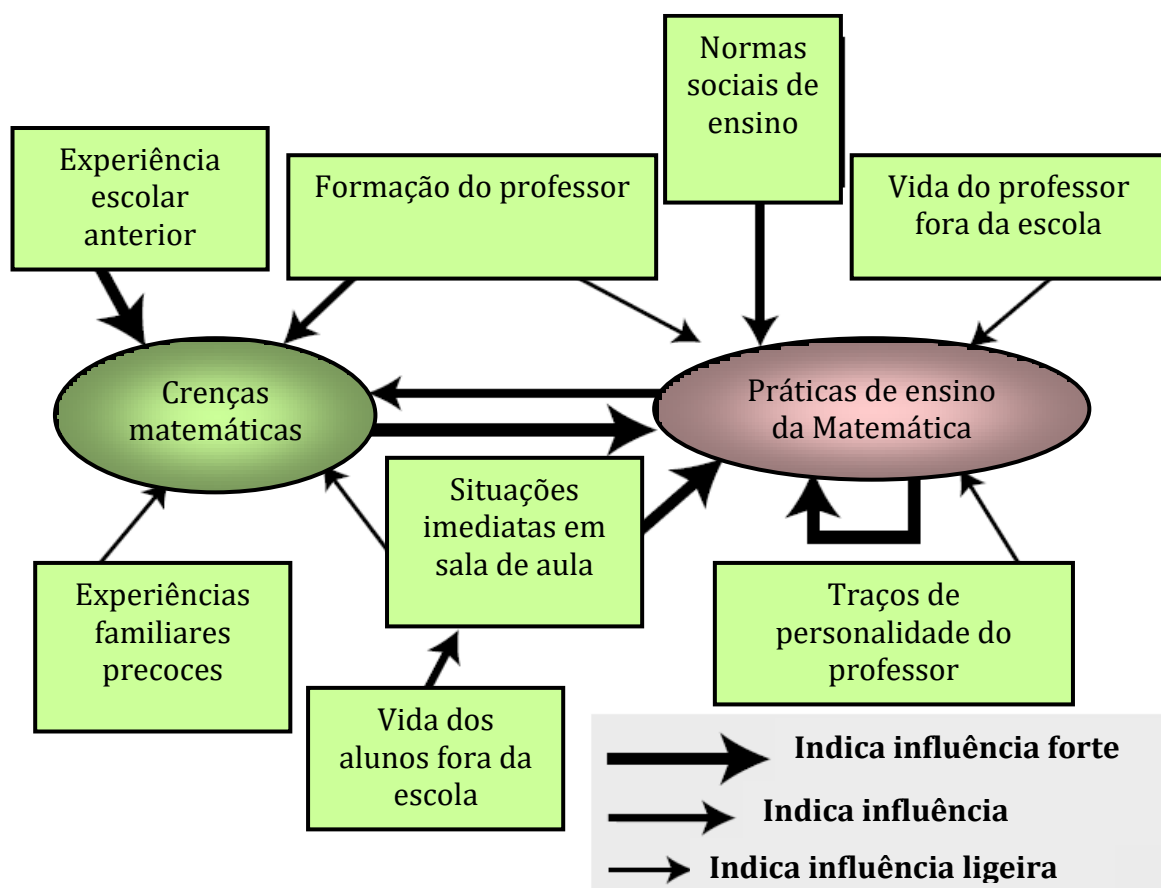 Normas
sociais de
ensino
Experiência
escolar
anterior
Formação do professor
Vida do professor
fora da escola
Crenças
matemáticas
Práticas de ensino
da Matemática
Situações
imediatas em
sala de aula
Experiências
familiares
precoces
Traços de
personalidade do
professor
Vida dos
alunos fora da
escola
Indica influência forte
Indica influência
Indica influência ligeira